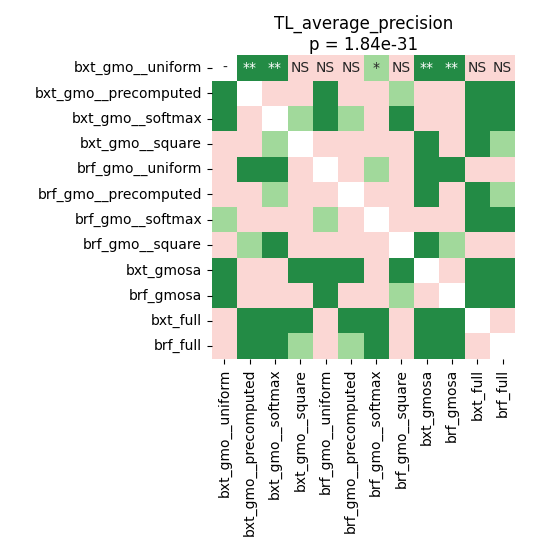 TL_average_precision
p = 1.84e-31
bxt_gmo__uniform - ** ** NS NS NS * NS ** ** NS NS
bxt_gmo__precomputed
bxt_gmo__softmax
bxt_gmo__square
brf_gmo__uniform
brf_gmo__precomputed
brf_gmo__softmax
brf_gmo__square
bxt_gmosa
brf_gmosa
bxt_full
brf_full
bxt_gmo__uniform
bxt_gmo__precomputed
bxt_gmo__softmax
bxt_gmo__square
brf_gmo__uniform
brf_gmo__precomputed
brf_gmo__softmax
brf_gmo__square
bxt_gmosa
brf_gmosa
bxt_full
brf_full